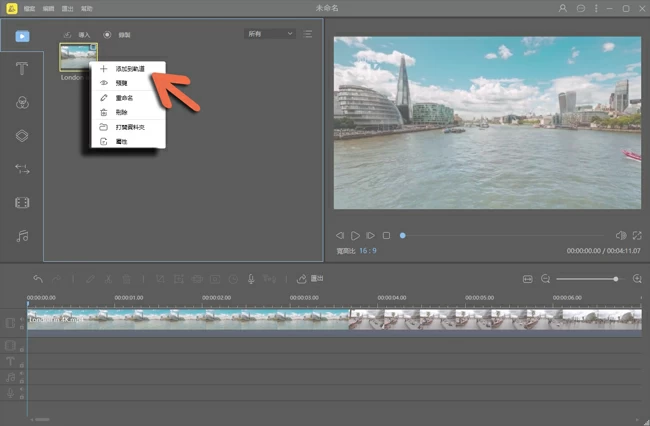 檔案 編輯 匯出 幫助
未命名
導入 錄製
所有
London
添加到軌道
預覽
重命名
刪除
打開資料夾
屬性
寬高比 16 : 9
00:00:00.00 / 00:04:11.07
匯出
00:00:00.00 00:00:01.00 00:00:02.00 00:00:03.00 00:00:04.00 00:00:05.00 00:00:06.00
London in 4K.mp4